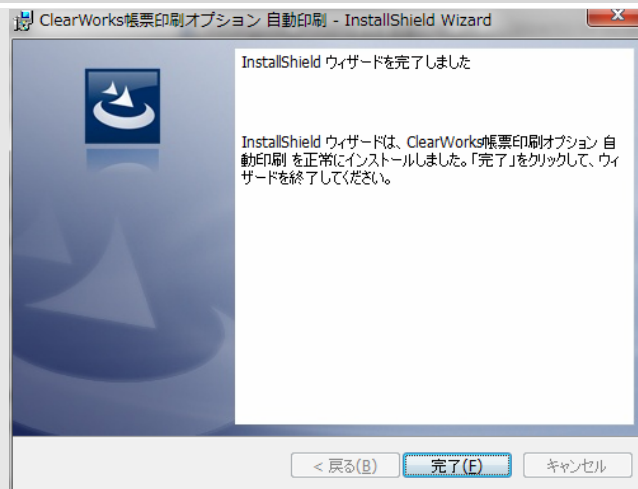 ClearWorks帳票印刷オプション 自動印刷 - InstallShield Wizard
InstallShield ウィザードを完了しました
InstallShield ウィザードは、ClearWorks帳票印刷オプション 自
動印刷 を正常にインストールしました。「完了」をクリックして、ウィ
ザードを終了してください。
< 戻る(B) 完了(F) キャンセル